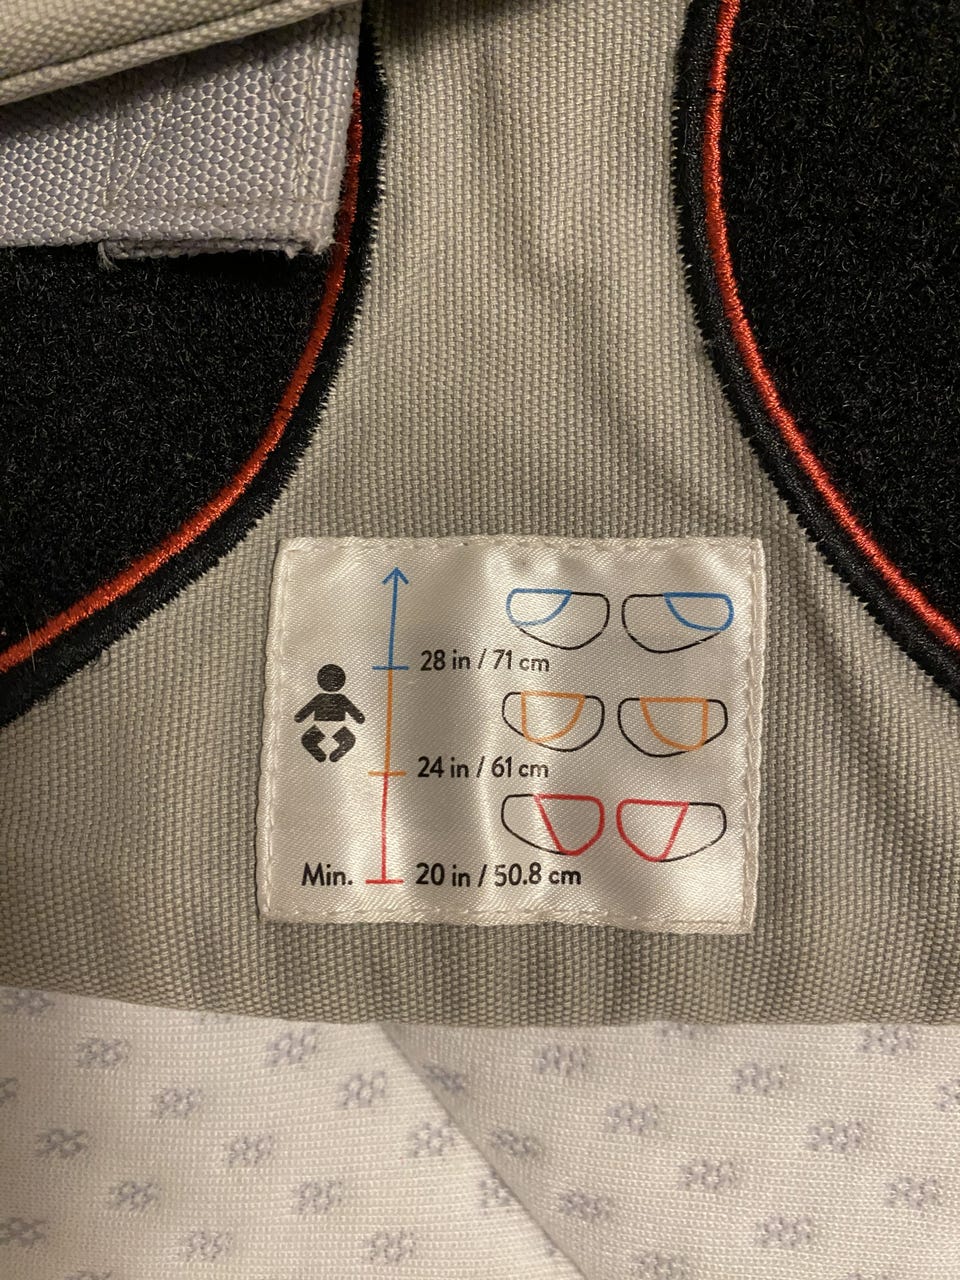 28 in / 71 cm
24 in / 61 cm
Min. 20 in / 50.8 cm